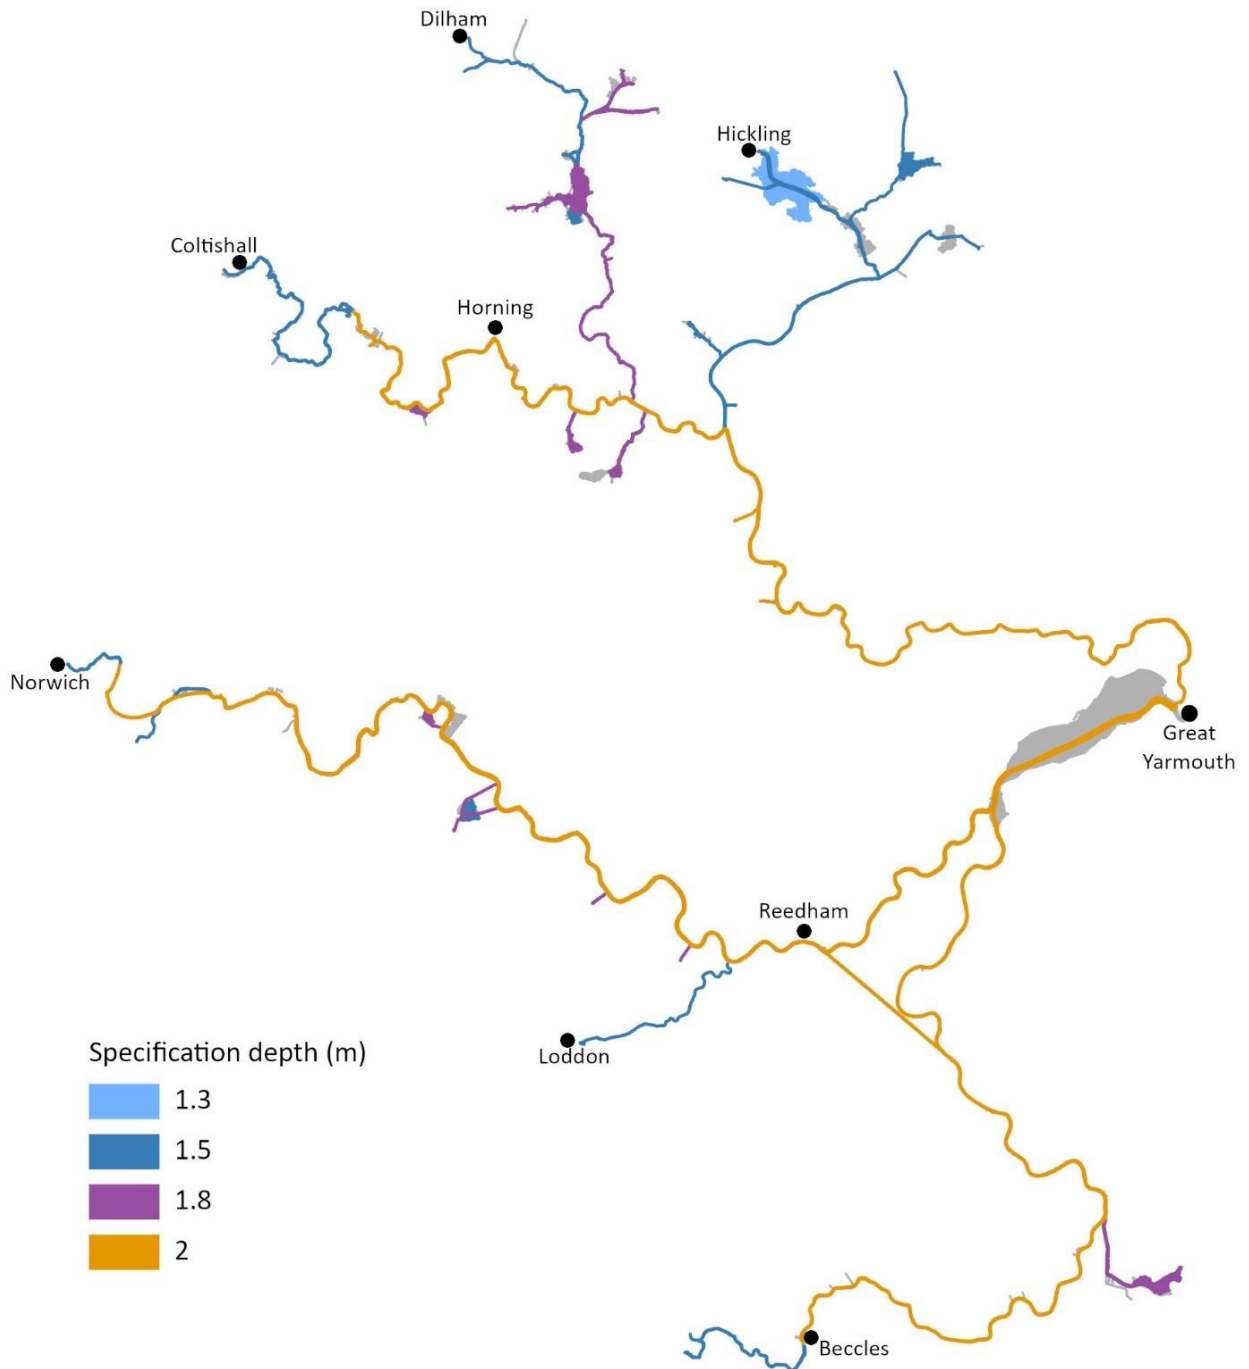 Dilham
Hickling
Coltishall
Horning
Norwich
Great
Yarmouth
Reedham
Loddon
Specification depth (m)
1.3
1.5
1.8
2
Beccles